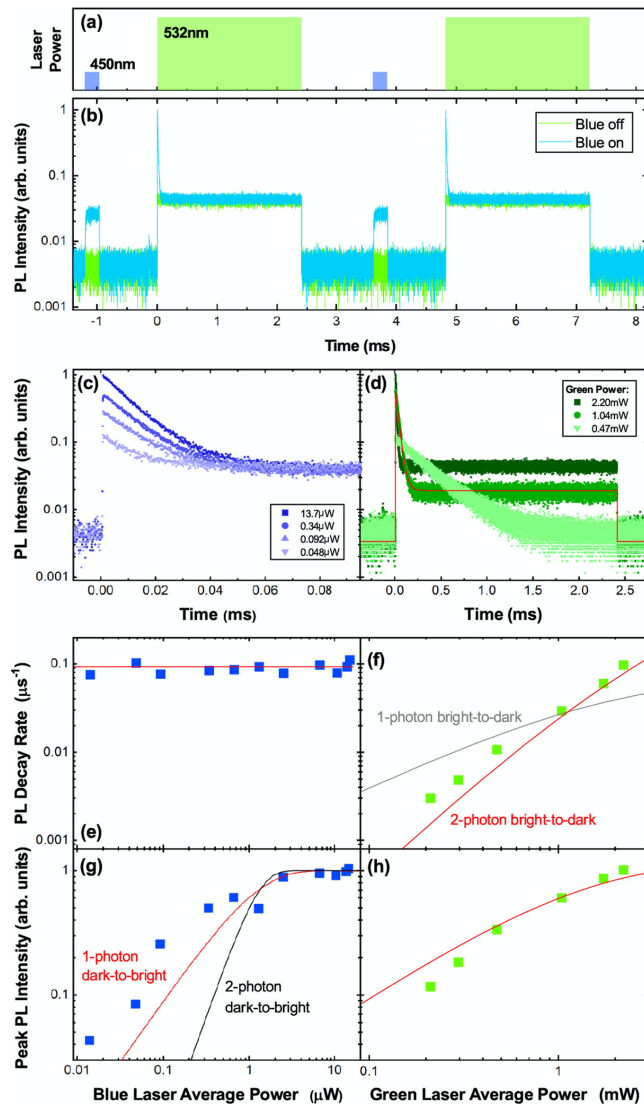 (a)
532nm
450nm
Laser
Power
(b)
Blue off
Blue on
PL Intensity (arb. units)
1
0.1
0.01
0.001
-1 0 1 2 3 4 5 6 7 8
Time (ms)
(c)
PL Intensity (arb. units)
1
0.1
0.01
0.001
13.7µW
0.34µW
0.092µW
0.048µW
0.00 0.02 0.04 0.06 0.08
Time (ms)
(d)
Green Power:
2.20mW
1.04mW
0.47mW
0.0 0.5 1.0 1.5 2.0 2.5
Time (ms)
PL Decay Rate (µs⁻¹)
0.1
0.01
0.001
(e)
(f)
1-photon bright-to-dark
2-photon bright-to-dark
Peak PL Intensity (arb. units)
1
0.1
(g)
1-photon
dark-to-bright
2-photon
dark-to-bright
0.01 0.1 1 10
Blue Laser Average Power (µW)
(h)
0.1 1
Green Laser Average Power (mW)